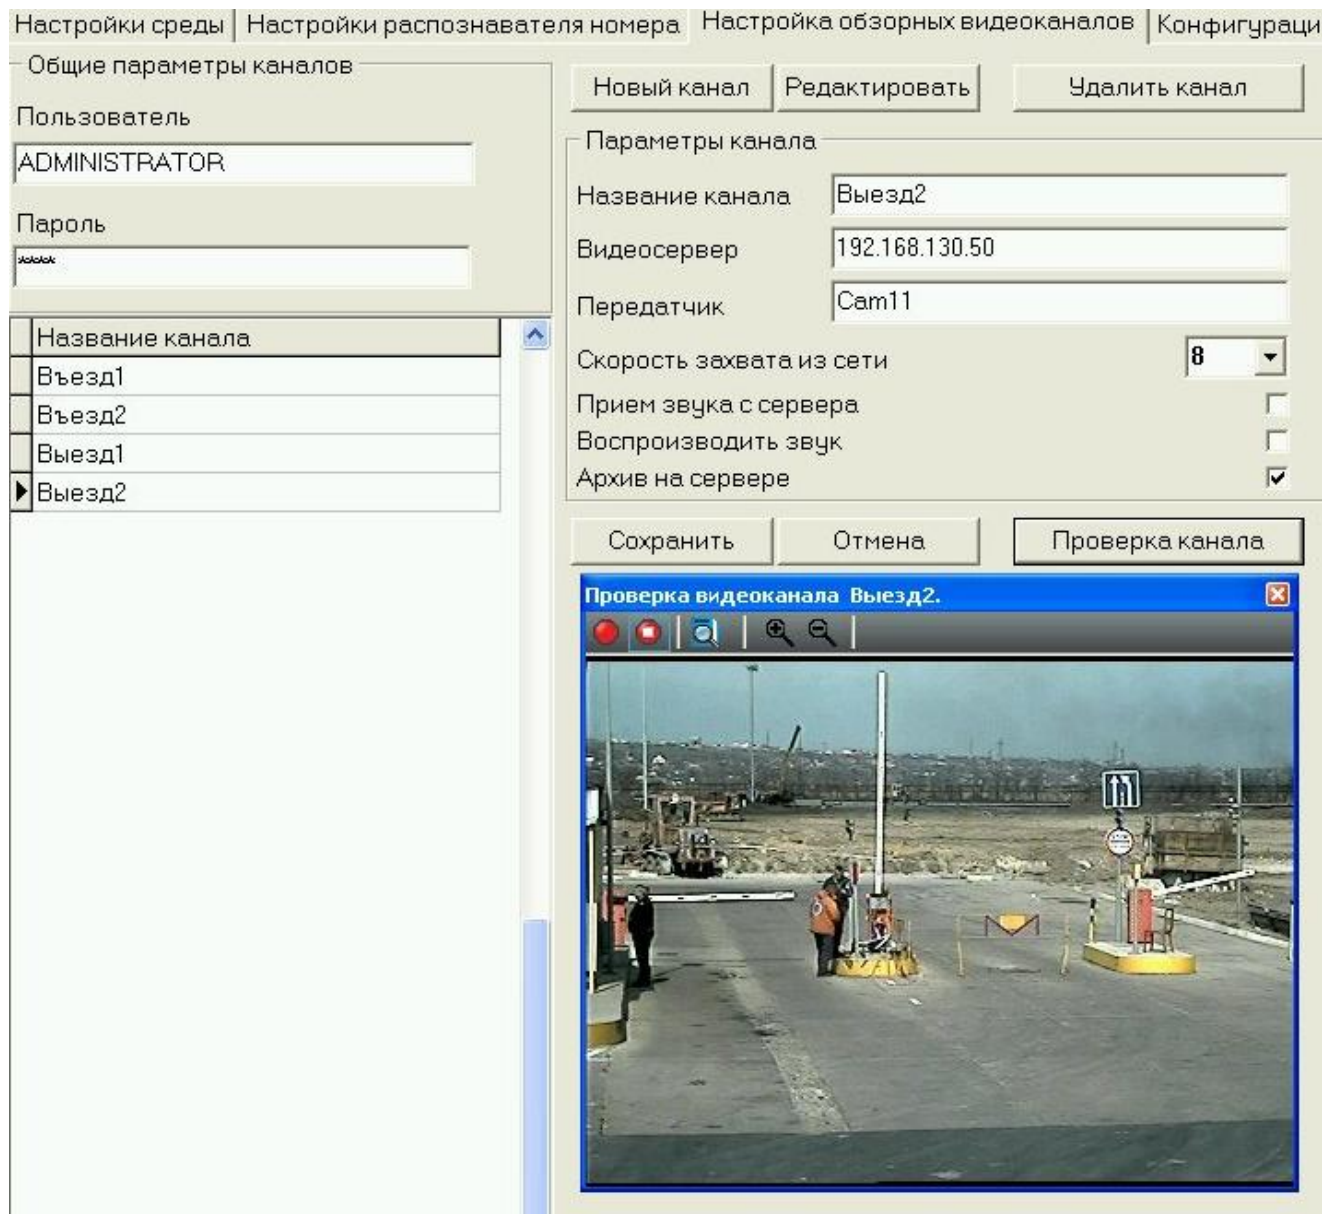 Настройки среды
Настройки распознавателя номера
Настройка обзорных видеоканалов
Конфигураци
Общие параметры каналов
Пользователь
ADMINISTRATOR
Пароль
****
Название канала
Въезд1
Въезд2
Выезд1
Выезд2
Новый канал
Редактировать
Удалить канал
Параметры канала
Название канала
Выезд2
Видеосервер
192.168.130.50
Передатчик
Cam11
Скорость захвата из сети
8
Прием звука с сервера
Воспроизводить звук
Архив на сервере
Сохранить
Отмена
Проверка канала
Проверка видеоканала Выезд2.